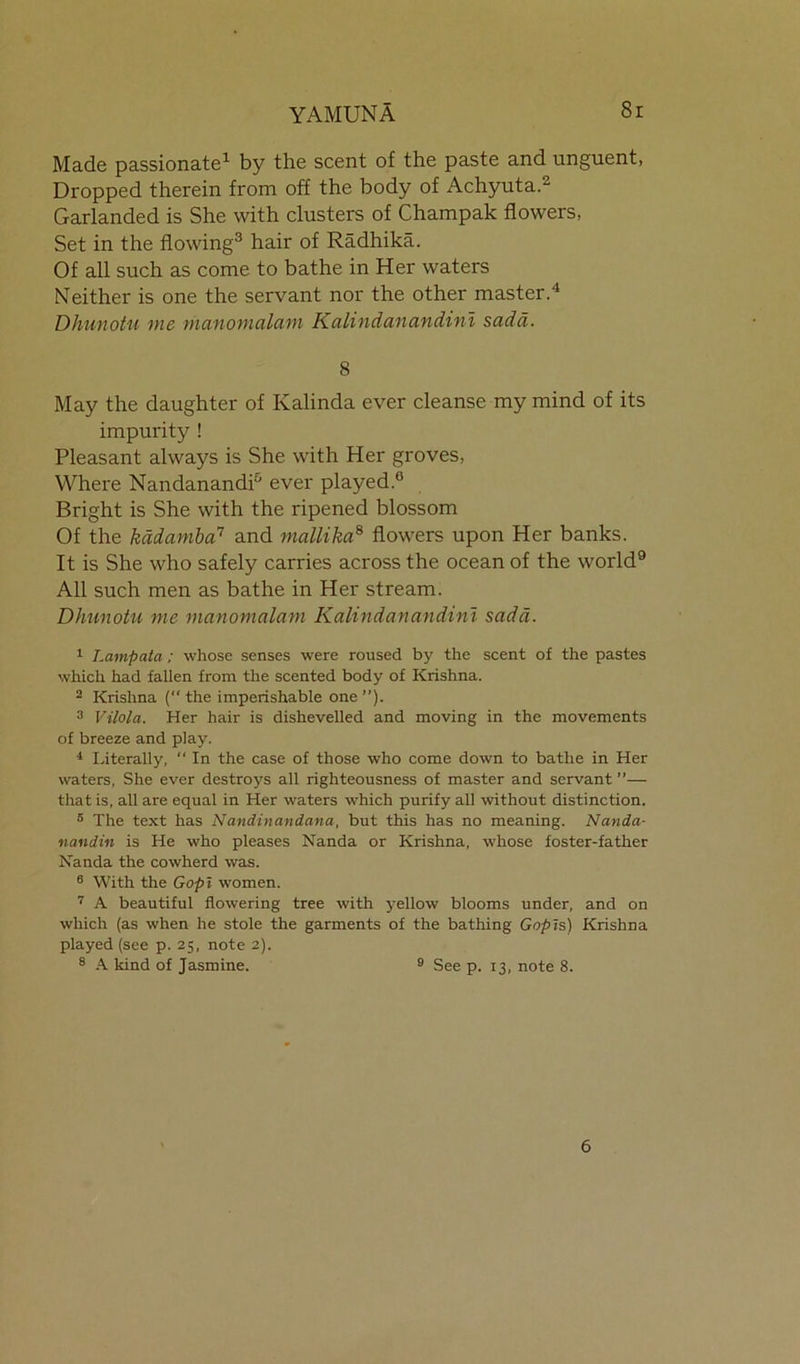 YAMUNĀ 81
Made passionate¹ by the scent of the paste and unguent,
Dropped therein from off the body of Achyuta.²
Garlanded is She with clusters of Champak flowers,
Set in the flowing³ hair of Rādhikā.
Of all such as come to bathe in Her waters
Neither is one the servant nor the other master.⁴
Dhunotu me manomalam Kalindanandinī sadā.
8
May the daughter of Kalinda ever cleanse my mind of its
impurity !
Pleasant always is She with Her groves,
Where Nandanandi⁵ ever played.⁶
Bright is She with the ripened blossom
Of the kādamba⁷ and mallika⁸ flowers upon Her banks.
It is She who safely carries across the ocean of the world⁹
All such men as bathe in Her stream.
Dhunotu me manomalam Kalindanandinī sadā.
¹ Lampata ; whose senses were roused by the scent of the pastes
which had fallen from the scented body of Krishna.
² Krishna (“ the imperishable one ”).
³ Vilola. Her hair is dishevelled and moving in the movements
of breeze and play.
⁴ Literally, “ In the case of those who come down to bathe in Her
waters, She ever destroys all righteousness of master and servant ”—
that is, all are equal in Her waters which purify all without distinction.
⁵ The text has Nandinandana, but this has no meaning. Nanda-
nandin is He who pleases Nanda or Krishna, whose foster-father
Nanda the cowherd was.
⁶ With the Gopī women.
⁷ A beautiful flowering tree with yellow blooms under, and on
which (as when he stole the garments of the bathing Gopīs) Krishna
played (see p. 25, note 2).
⁸ A kind of Jasmine. ⁹ See p. 13, note 8.
6